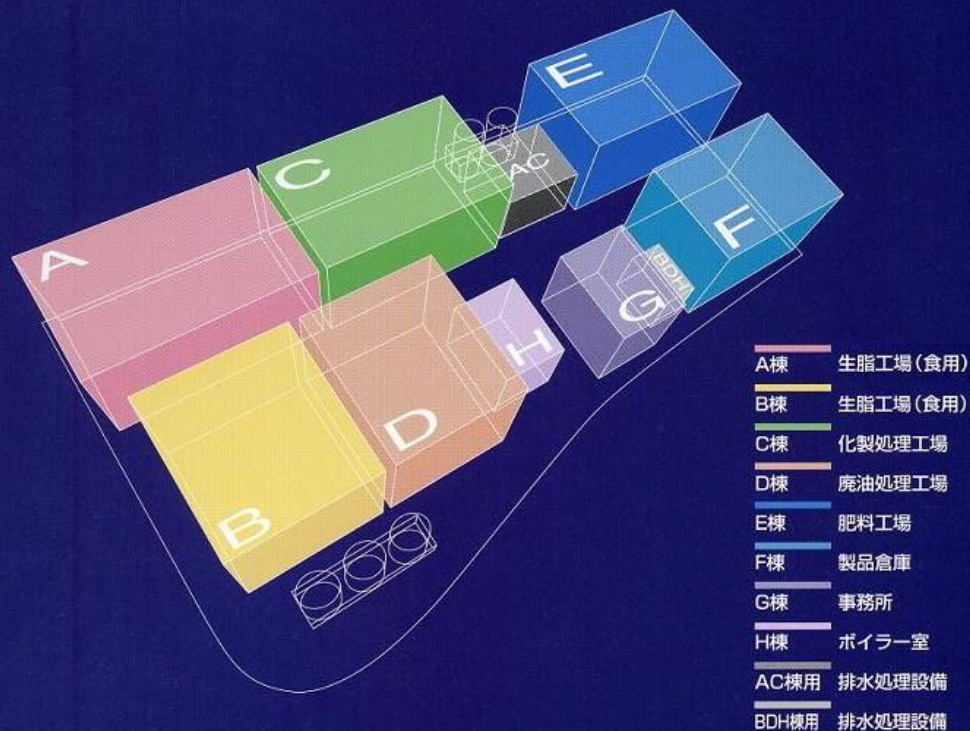 E
C
AC
A
F
BDH
G
H
D
B
A棟 生脂工場(食用)
B棟 生脂工場(食用)
C棟 化製処理工場
D棟 廃油処理工場
E棟 肥料工場
F棟 製品倉庫
G棟 事務所
H棟 ボイラー室
AC棟用 排水処理設備
BDH棟用 排水処理設備